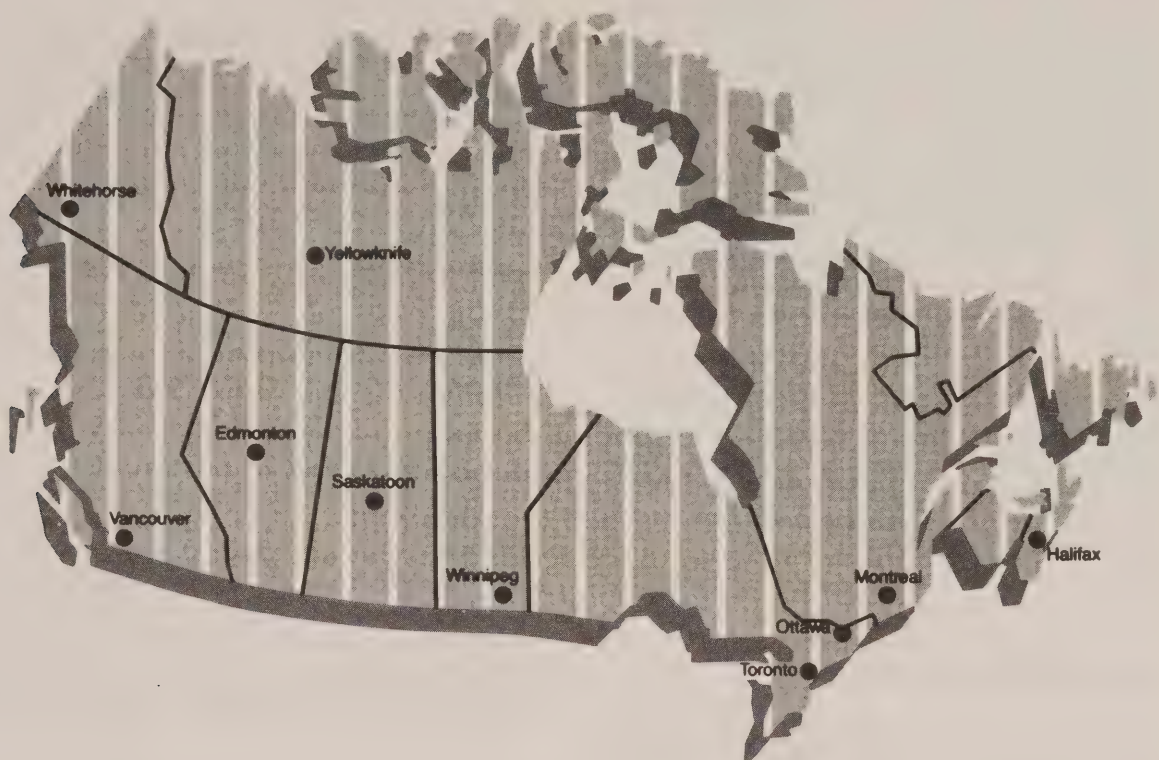 Whitehorse
Yellowknife
Edmonton
Saskatoon
Vancouver
Winnipeg
Halifax
Montreal
Ottawa
Toronto